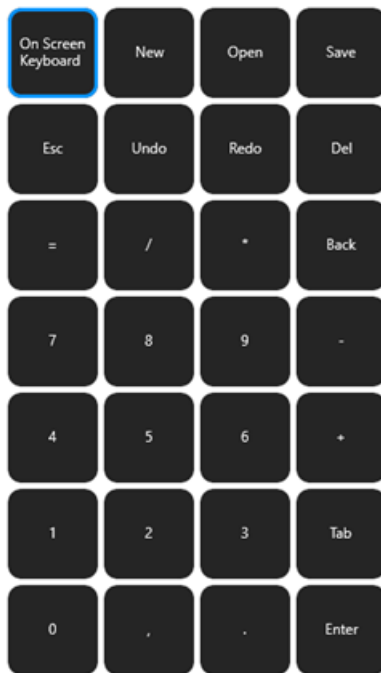 On Screen
Keyboard
New
Open
Save
Esc
Undo
Redo
Del
=
/
*
Back
7
8
9
-
4
5
6
+
1
2
3
Tab
0
,
.
Enter